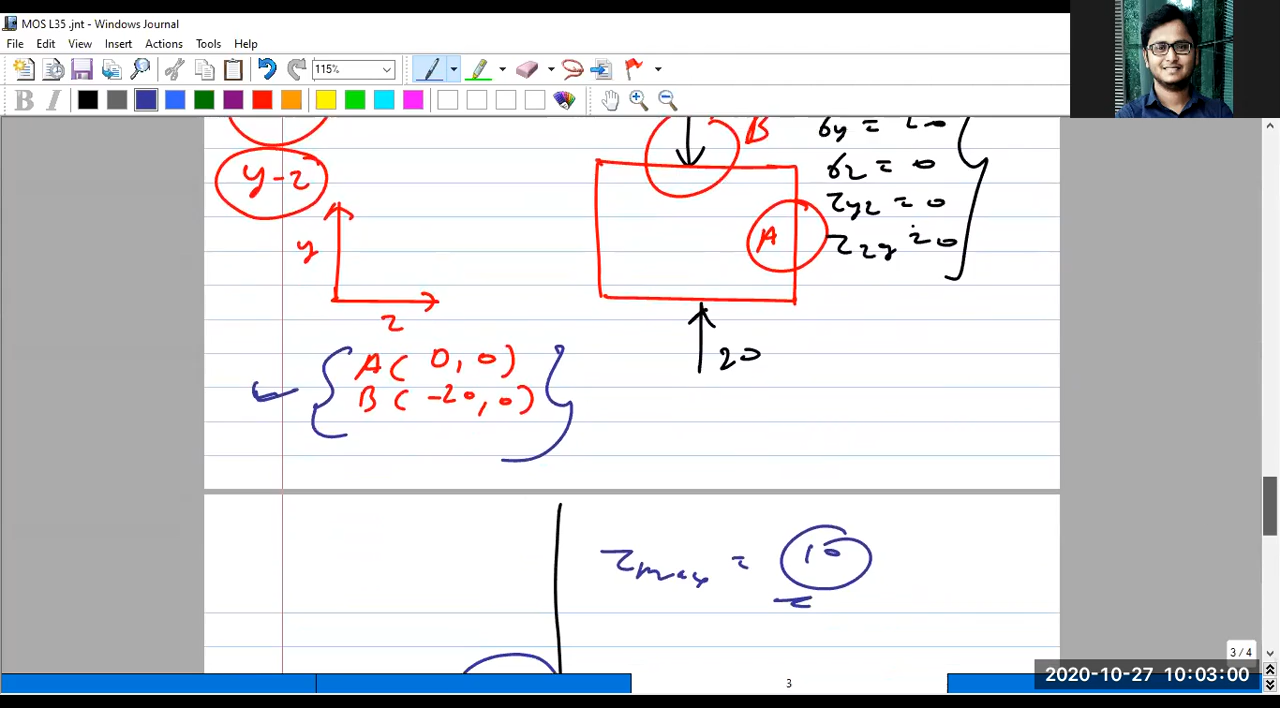 MOS L35 .jnt - Windows Journal
File Edit View Insert Actions Tools Help
115%
B I
B
σy = 20
y-z
σz = 0
τyz = 0
A
τzy = 0
y
z
20
A( 0, 0)
B( -20, 0)
τmax = 10
3 / 4
2020-10-27 10:03:00
3